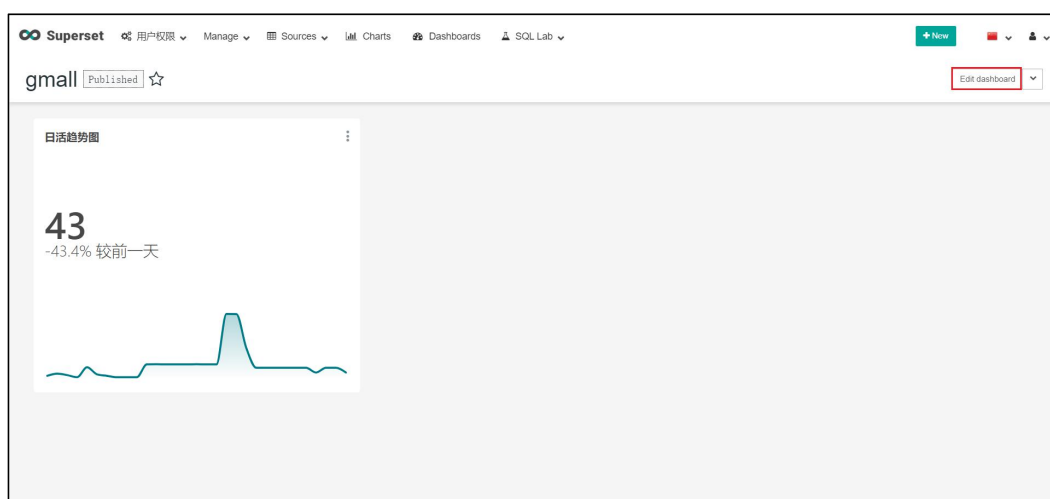 Superset 用户权限 Manage Sources Charts Dashboards SQL Lab + New
gmall Published Edit dashboard
日活趋势图
43
-43.4% 较前一天